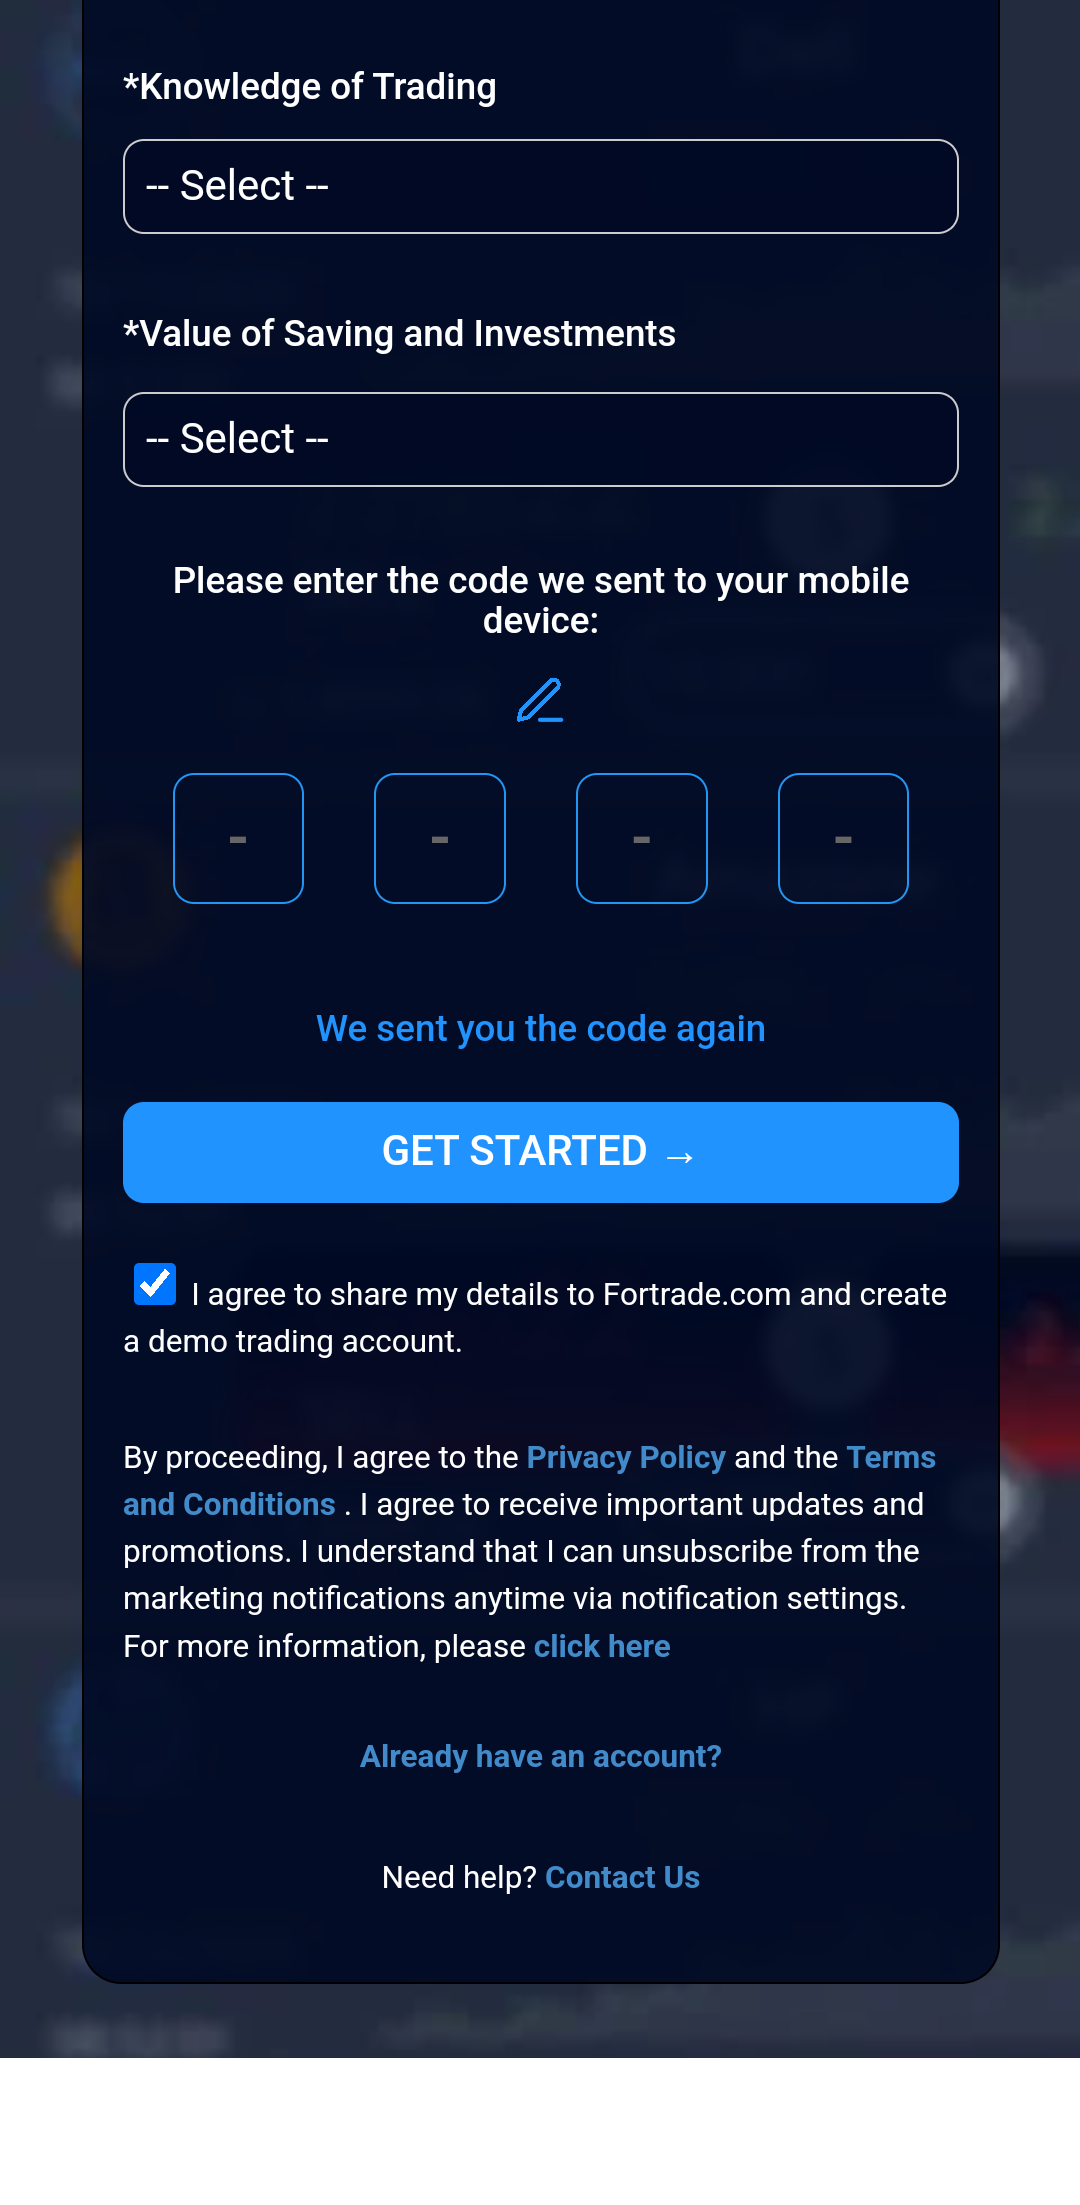 *Knowledge of Trading
-- Select --
*Value of Saving and Investments
-- Select --
Please enter the code we sent to your mobile
device:
- - - -
We sent you the code again
GET STARTED →
I agree to share my details to Fortrade.com and create
a demo trading account.
By proceeding, I agree to the Privacy Policy and the Terms
and Conditions . I agree to receive important updates and
promotions. I understand that I can unsubscribe from the
marketing notifications anytime via notification settings.
For more information, please click here
Already have an account?
Need help? Contact Us